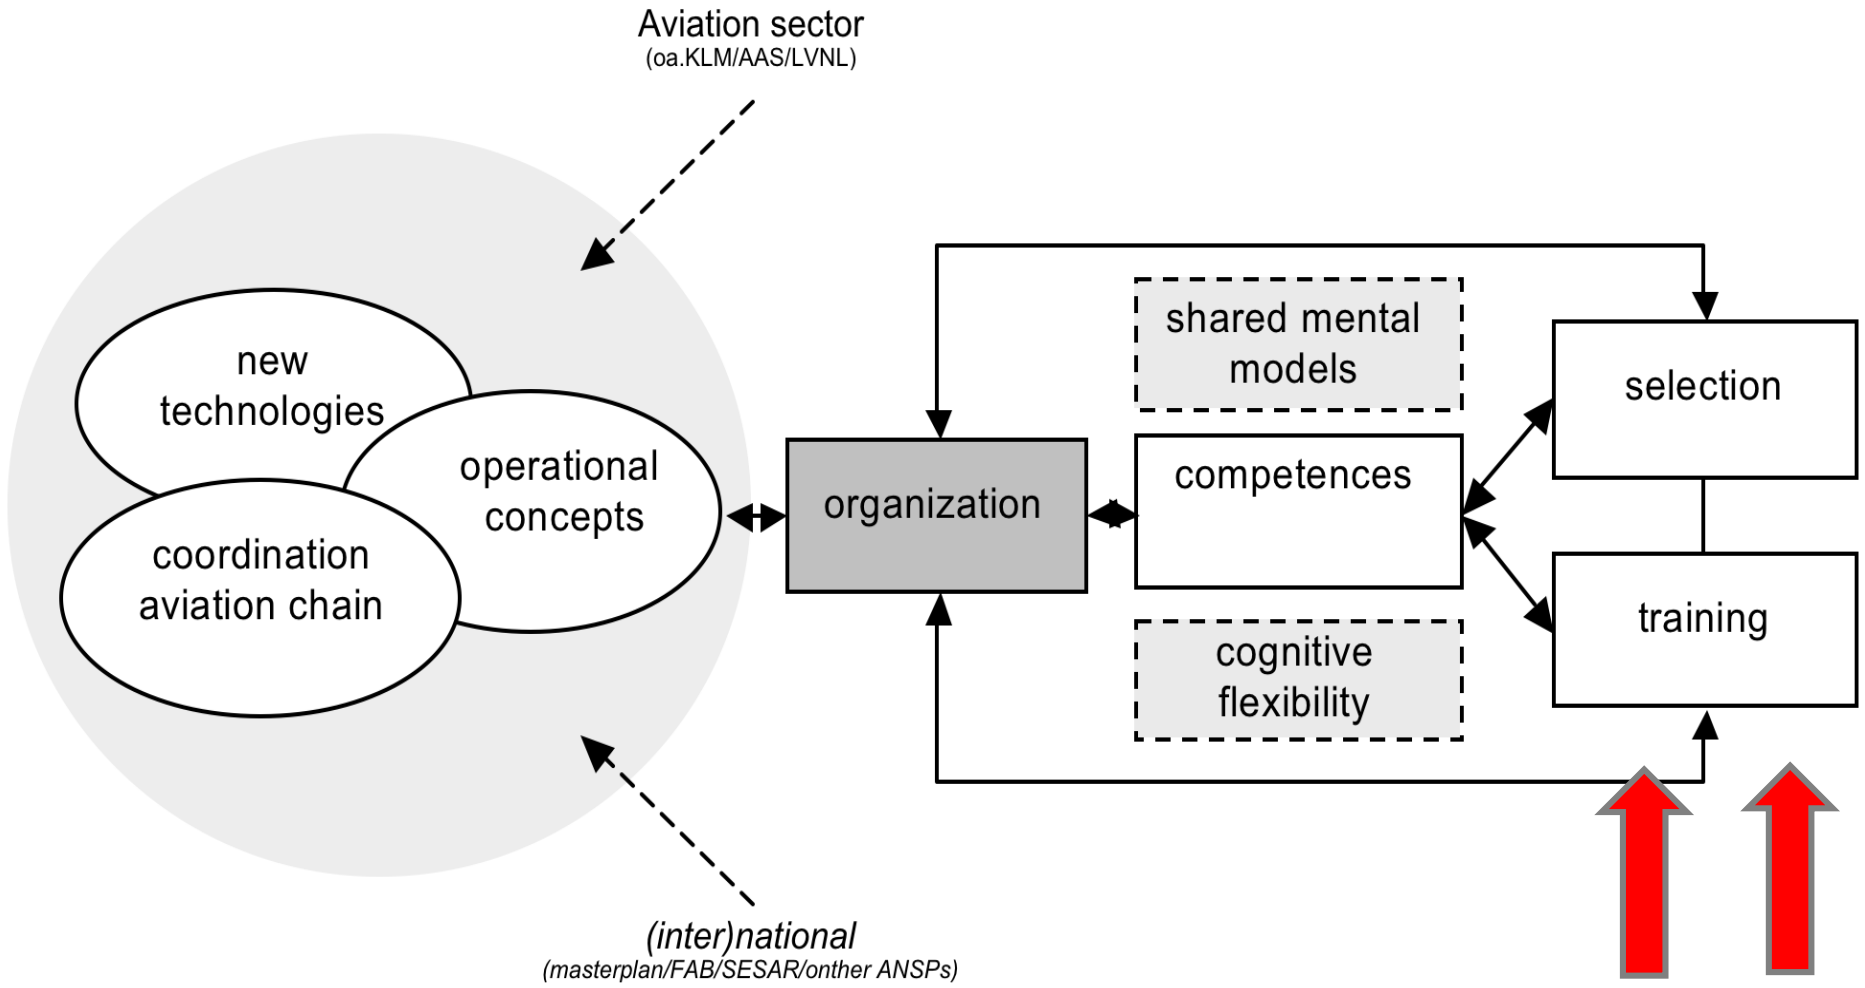 Aviation sector
(oa.KLM/AAS/LVNL)
new
technologies
operational
concepts
coordination
aviation chain
organization
shared mental
models
competences
cognitive
flexibility
selection
training
(inter)national
(masterplan/FAB/SESAR/onther ANSPs)